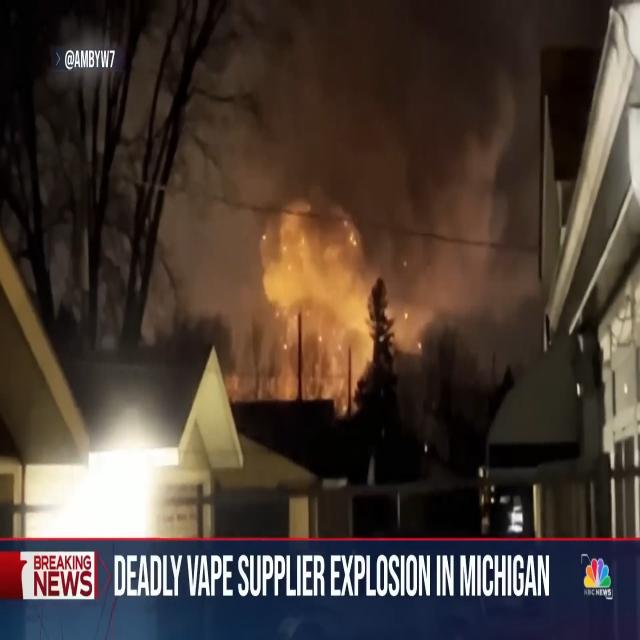 @AMBYW7
BREAKING
NEWS
DEADLY VAPE SUPPLIER EXPLOSION IN MICHIGAN
NBC NEWS